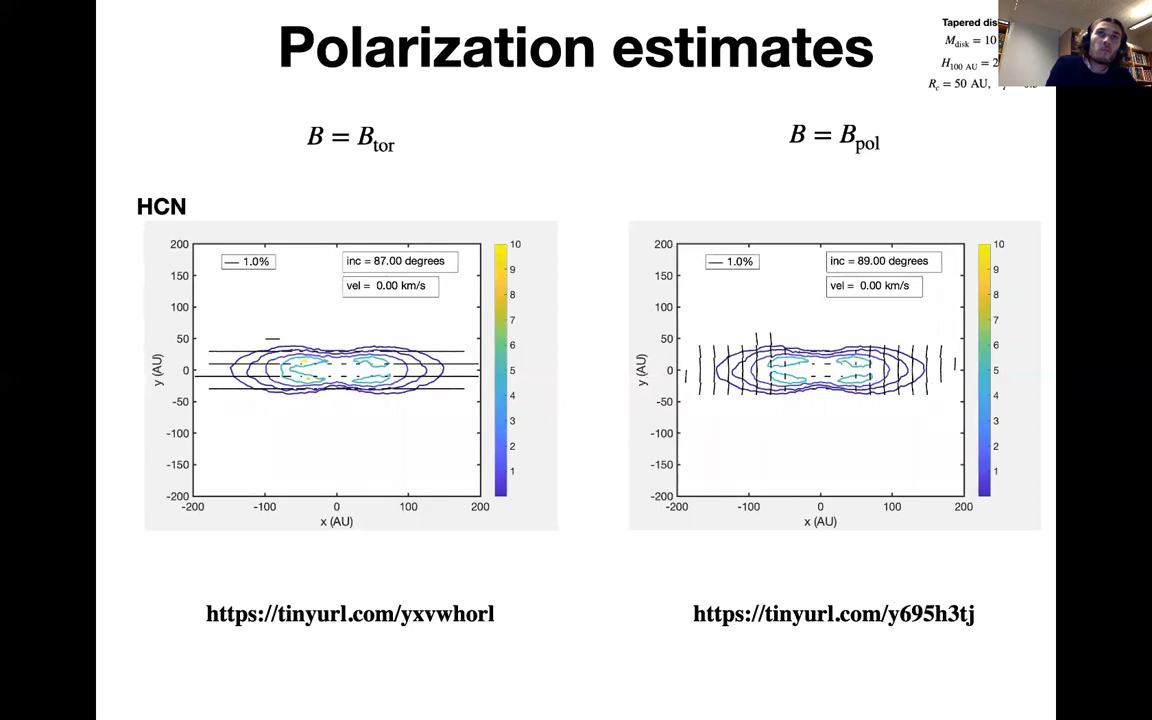 Polarization estimates
Tapered
M_disk = 10
H_100 AU = 2
R_c = 50 AU,
B = B_tor
B = B_pol
HCN
1.0%
inc = 87.00 degrees
vel = 0.00 km/s
200
150
100
50
0
-50
-100
-150
-200
y (AU)
-200
-100
0
100
200
x (AU)
10
9
8
7
6
5
4
3
2
1
1.0%
inc = 89.00 degrees
vel = 0.00 km/s
200
150
100
50
0
-50
-100
-150
-200
y (AU)
-200
-100
0
100
200
x (AU)
10
9
8
7
6
5
4
3
2
1
https://tinyurl.com/yxvwhorl
https://tinyurl.com/y695h3tj